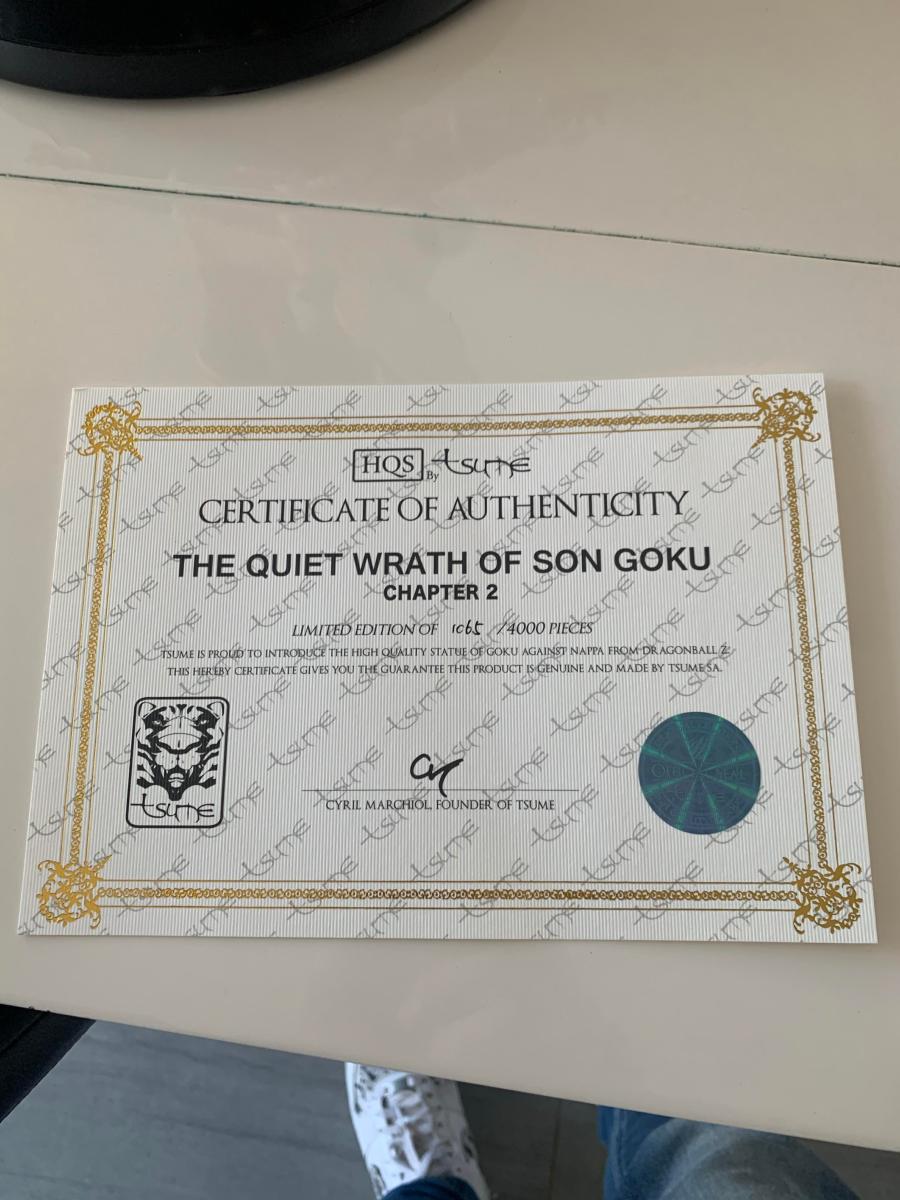 HQS By tsume
CERTIFICATE OF AUTHENTICITY
THE QUIET WRATH OF SON GOKU
CHAPTER 2
LIMITED EDITION OF 1065 /4000 PIECES
TSUME IS PROUD TO INTRODUCE THE HIGH QUALITY STATUE OF GOKU AGAINST NAPPA FROM DRAGONBALL Z.
THIS HEREBY CERTIFICATE GIVES YOU THE GUARANTEE THIS PRODUCT IS GENUINE AND MADE BY TSUME SA.
tsume
CYRIL MARCHIOL, FOUNDER OF TSUME
SEAL